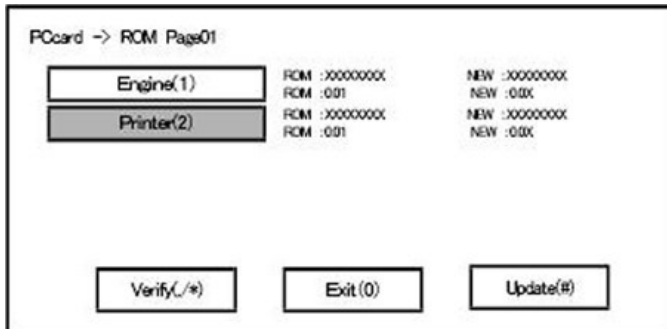 PCcard -> ROM Page01
Engine(1) ROM :XXXXXXXX NEW :XXXXXXXX
ROM :001 NEW :00X
Printer(2) ROM :XXXXXXXX NEW :XXXXXXXX
ROM :001 NEW :00X
Verify(./*) Exit(0) Update(#)